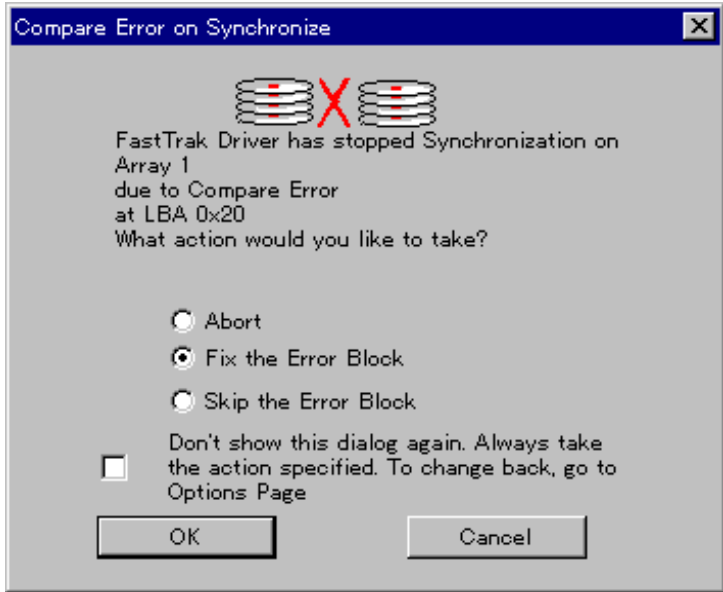 Compare Error on Synchronize
FastTrak Driver has stopped Synchronization on
Array 1
due to Compare Error
at LBA 0x20
What action would you like to take?
Abort
Fix the Error Block
Skip the Error Block
Don't show this dialog again. Always take
the action specified. To change back, go to
Options Page
OK
Cancel